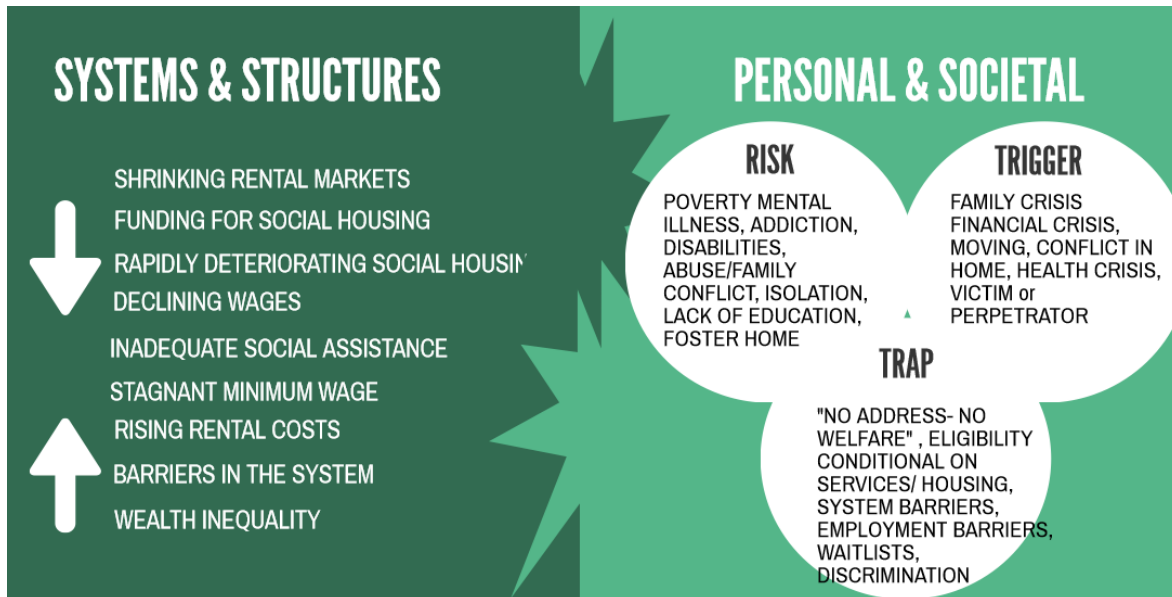 SYSTEMS & STRUCTURES
SHRINKING RENTAL MARKETS
FUNDING FOR SOCIAL HOUSING
RAPIDLY DETERIORATING SOCIAL HOUSIN
DECLINING WAGES
INADEQUATE SOCIAL ASSISTANCE
STAGNANT MINIMUM WAGE
RISING RENTAL COSTS
BARRIERS IN THE SYSTEM
WEALTH INEQUALITY
PERSONAL & SOCIETAL
RISK
POVERTY MENTAL
ILLNESS, ADDICTION,
DISABILITIES,
ABUSE/FAMILY
CONFLICT, ISOLATION,
LACK OF EDUCATION,
FOSTER HOME
TRIGGER
FAMILY CRISIS
FINANCIAL CRISIS,
MOVING, CONFLICT IN
HOME, HEALTH CRISIS,
VICTIM or
PERPETRATOR
TRAP
"NO ADDRESS- NO
WELFARE" , ELIGIBILITY
CONDITIONAL ON
SERVICES/ HOUSING,
SYSTEM BARRIERS,
EMPLOYMENT BARRIERS,
WAITLISTS,
DISCRIMINATION